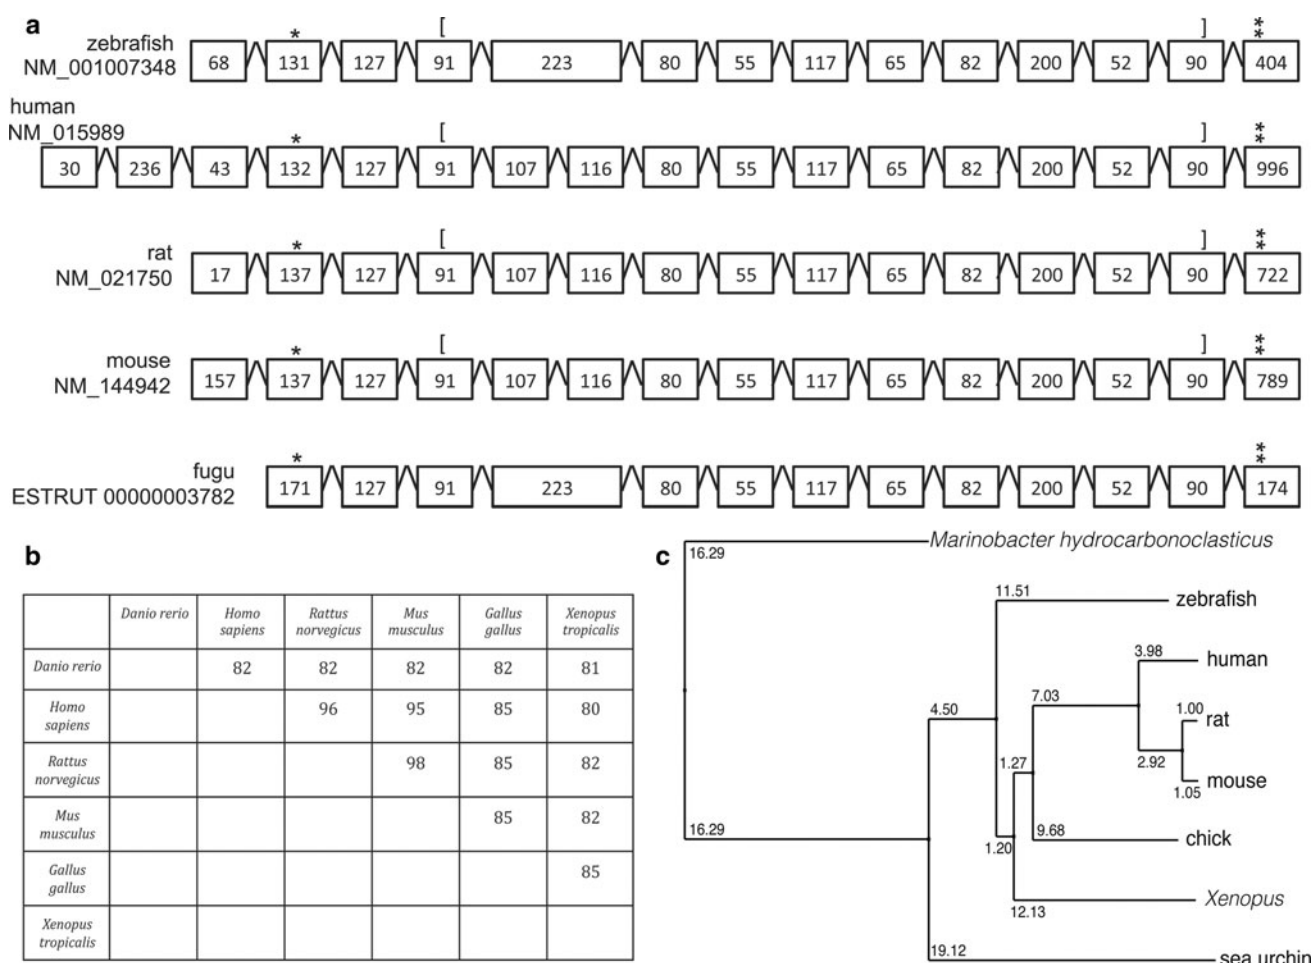 a
zebrafish
NM_001007348
* [ ] **
68 131 127 91 223 80 55 117 65 82 200 52 90 404
human
NM_015989
* [ ] **
30 236 43 132 127 91 107 116 80 55 117 65 82 200 52 90 996
rat
NM_021750
* [ ] **
17 137 127 91 107 116 80 55 117 65 82 200 52 90 722
mouse
NM_144942
* [ ] **
157 137 127 91 107 116 80 55 117 65 82 200 52 90 789
fugu
ESTRUT 00000003782
* **
171 127 91 223 80 55 117 65 82 200 52 90 174
b
Danio rerio Homo sapiens Rattus norvegicus Mus musculus Gallus gallus Xenopus tropicalis
Danio rerio 82 82 82 82 81
Homo sapiens 96 95 85 80
Rattus norvegicus 98 85 82
Mus musculus 85 82
Gallus gallus 85
Xenopus tropicalis
c
16.29 Marinobacter hydrocarbonoclasticus
11.51 zebrafish
3.98 human
7.03
1.00 rat
4.50
2.92
1.27
1.05 mouse
16.29
9.68 chick
1.20
12.13 Xenopus
19.12 sea urchin